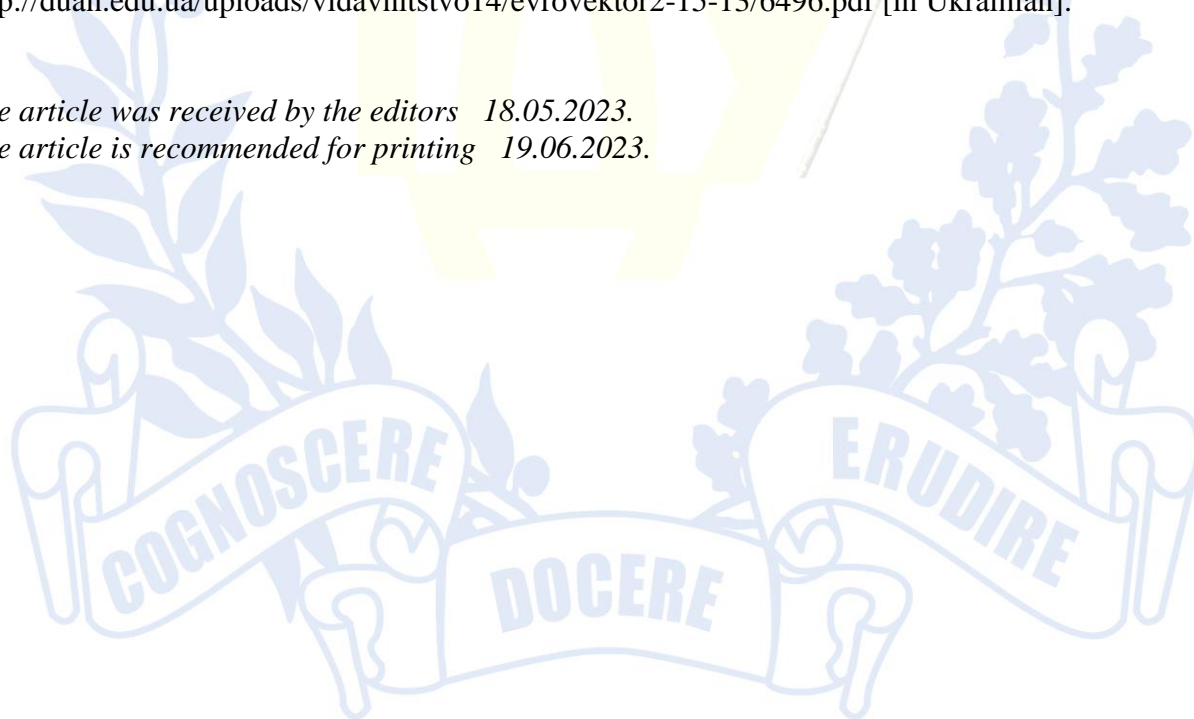 p://duan.edu.ua/uploads/vidavnitstvo14/evrovektor2-15-13/6496.pdf [in Ukrainian].
e article was received by the editors 18.05.2023.
e article is recommended for printing 19.06.2023.
COGNOSCERE
ERUDIRE
DOCERE